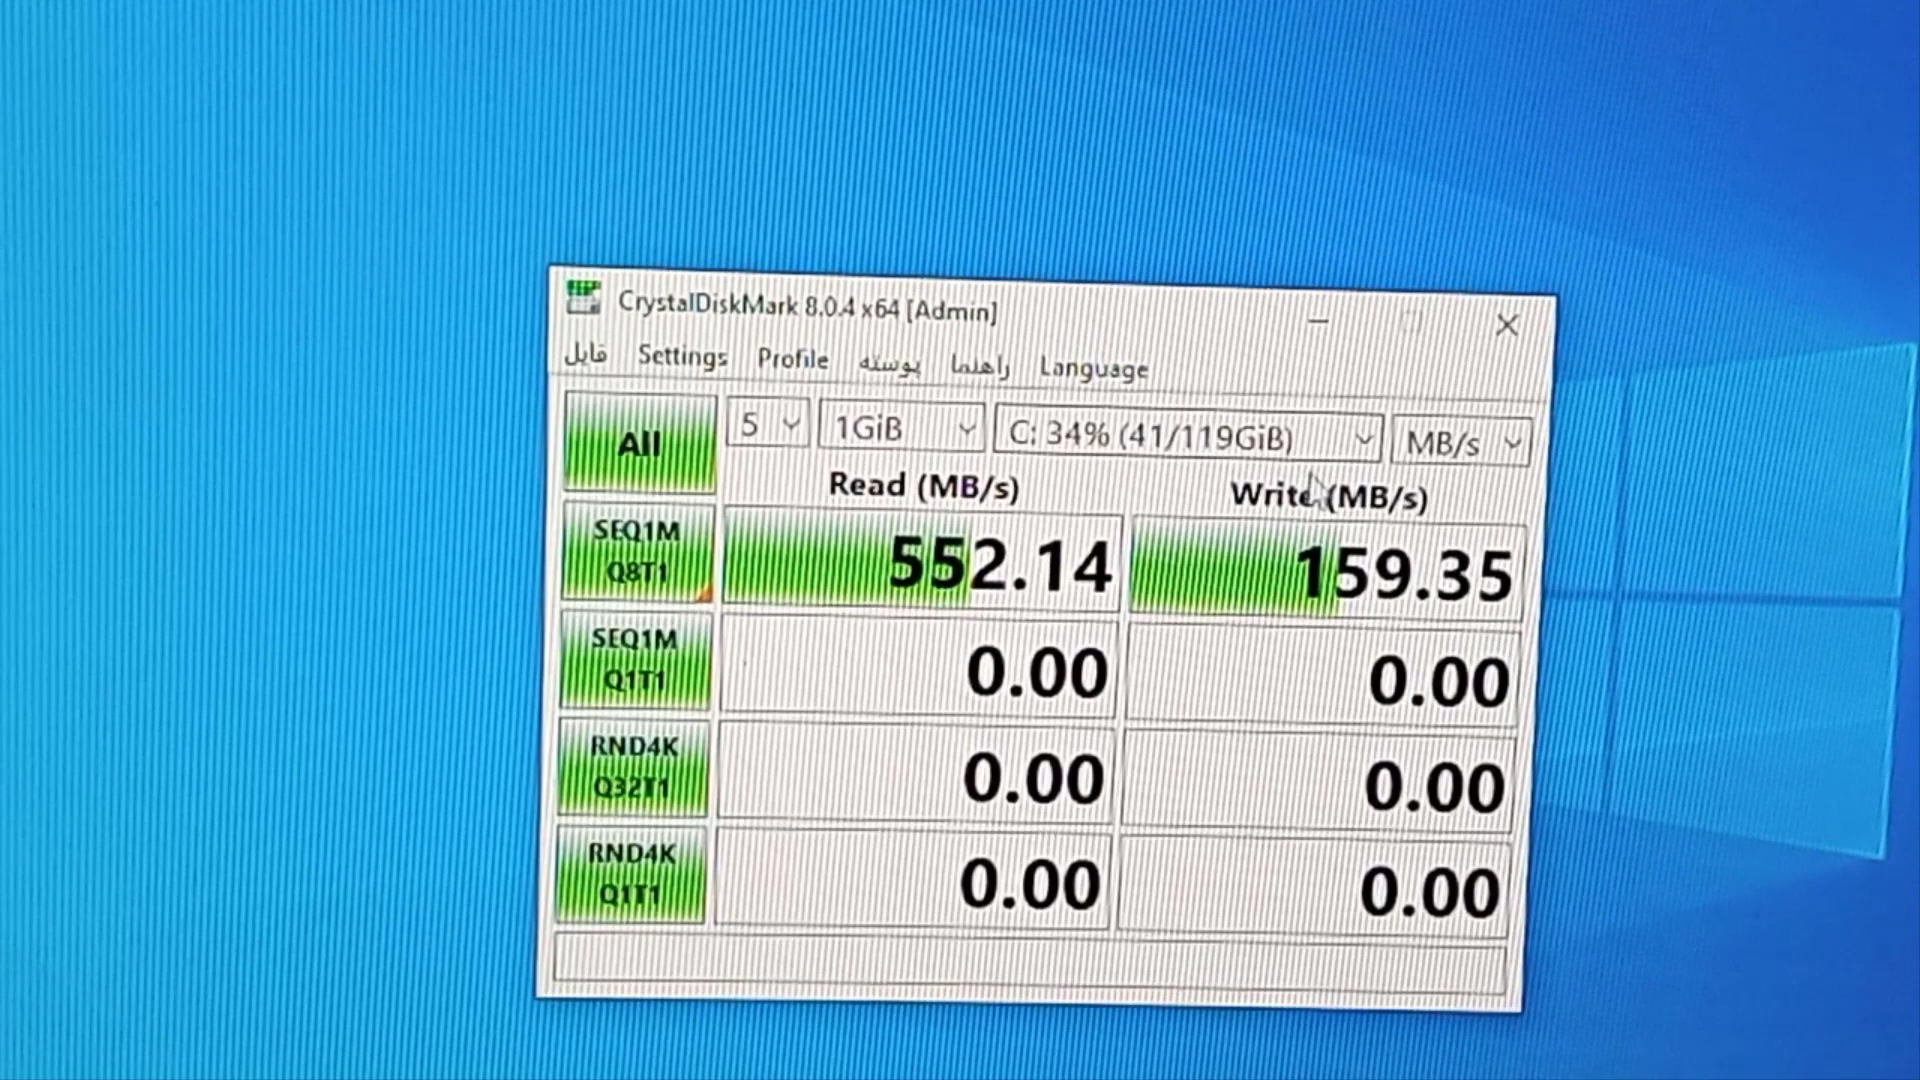 CrystalDiskMark 8.0.4 x64 [Admin]
فایل Settings Profile پوسته راهنما Language
All 5 1GiB C: 34% (41/119GiB) MB/s
Read (MB/s) Write (MB/s)
SEQ1M
Q8T1
552.14 159.35
SEQ1M
Q1T1
0.00 0.00
RND4K
Q32T1
0.00 0.00
RND4K
Q1T1
0.00 0.00